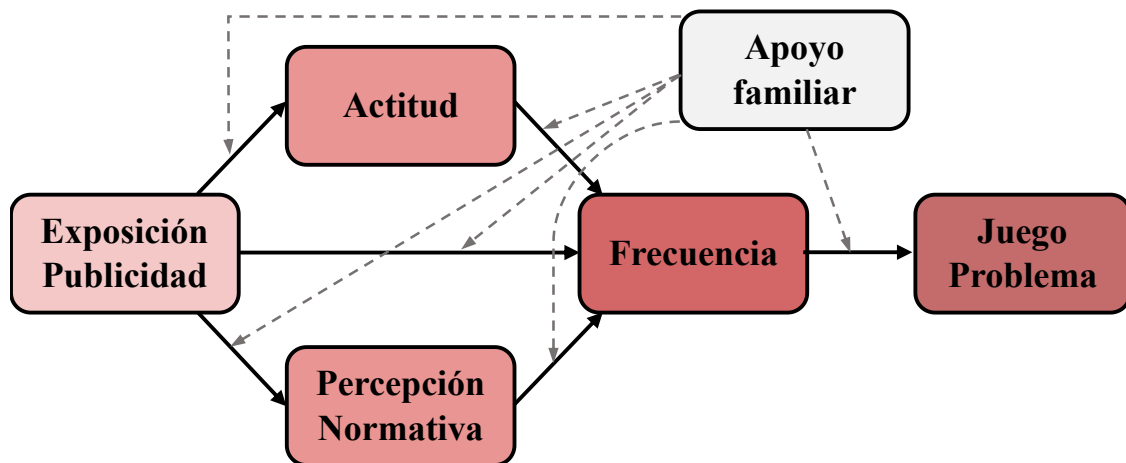 Apoyo
familiar
Actitud
Exposición
Publicidad
Frecuencia
Juego
Problema
Percepción
Normativa